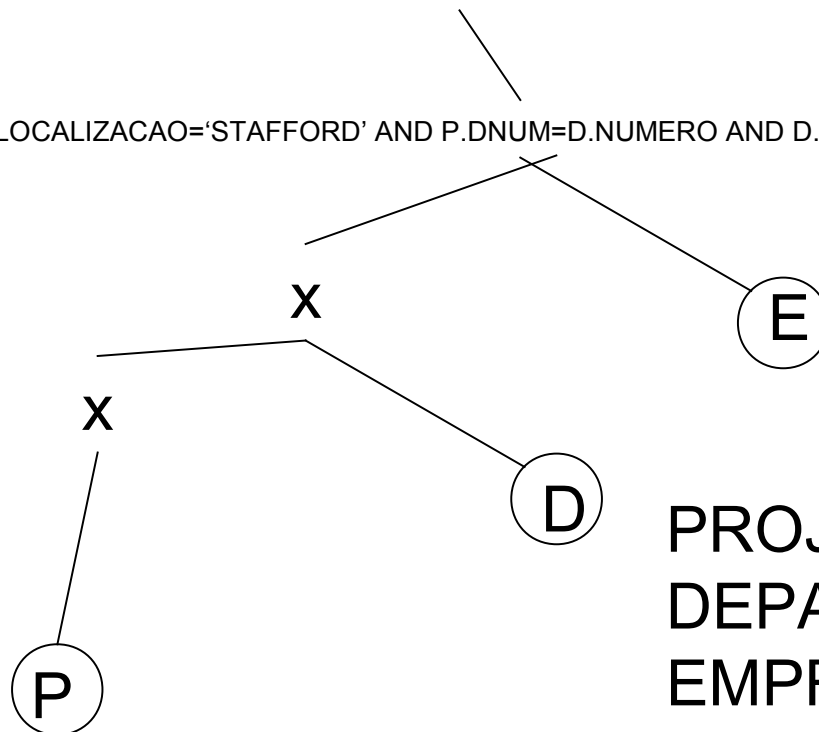 LOCALIZACAO=‘STAFFORD’ AND P.DNUM=D.NUMERO AND D.
x
E
x
D
PROJ
DEPA
EMPR
P